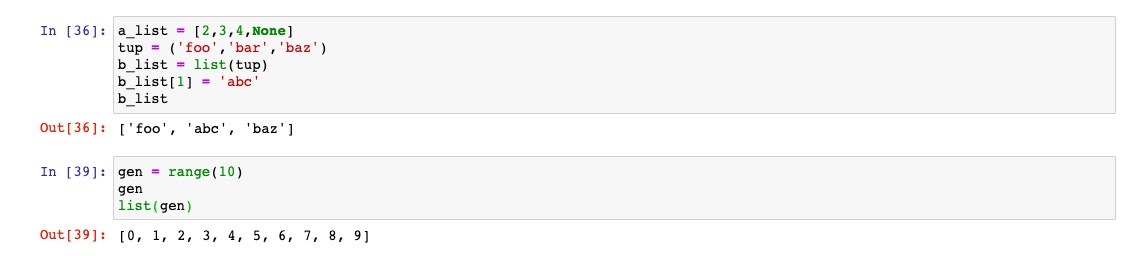 In [36]: a_list = [2,3,4,None]
tup = ('foo','bar','baz')
b_list = list(tup)
b_list[1] = 'abc'
b_list
Out[36]: ['foo', 'abc', 'baz']
In [39]: gen = range(10)
gen
list(gen)
Out[39]: [0, 1, 2, 3, 4, 5, 6, 7, 8, 9]